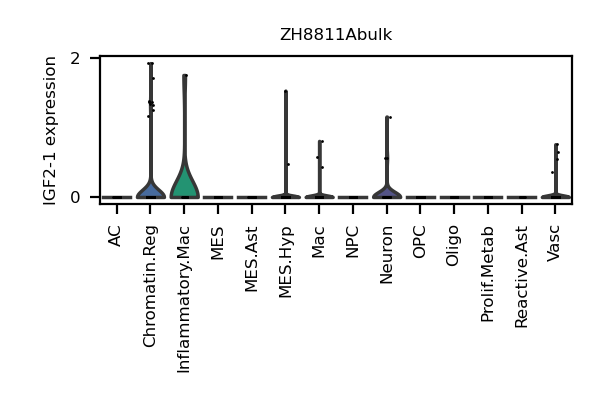 ZH8811Abulk
IGF2-1 expression
2
0
AC
Chromatin.Reg
Inflammatory.Mac
MES
MES.Ast
MES.Hyp
Mac
NPC
Neuron
OPC
Oligo
Prolif.Metab
Reactive.Ast
Vasc